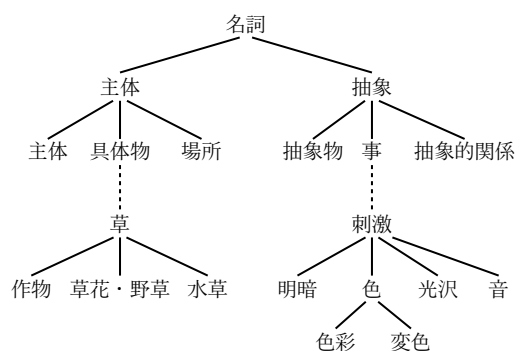 名詞
主体 抽象
主体 具体物 場所 抽象物 事 抽象的関係
草 刺激
作物 草花・野草 水草 明暗 色 光沢 音
色彩 変色